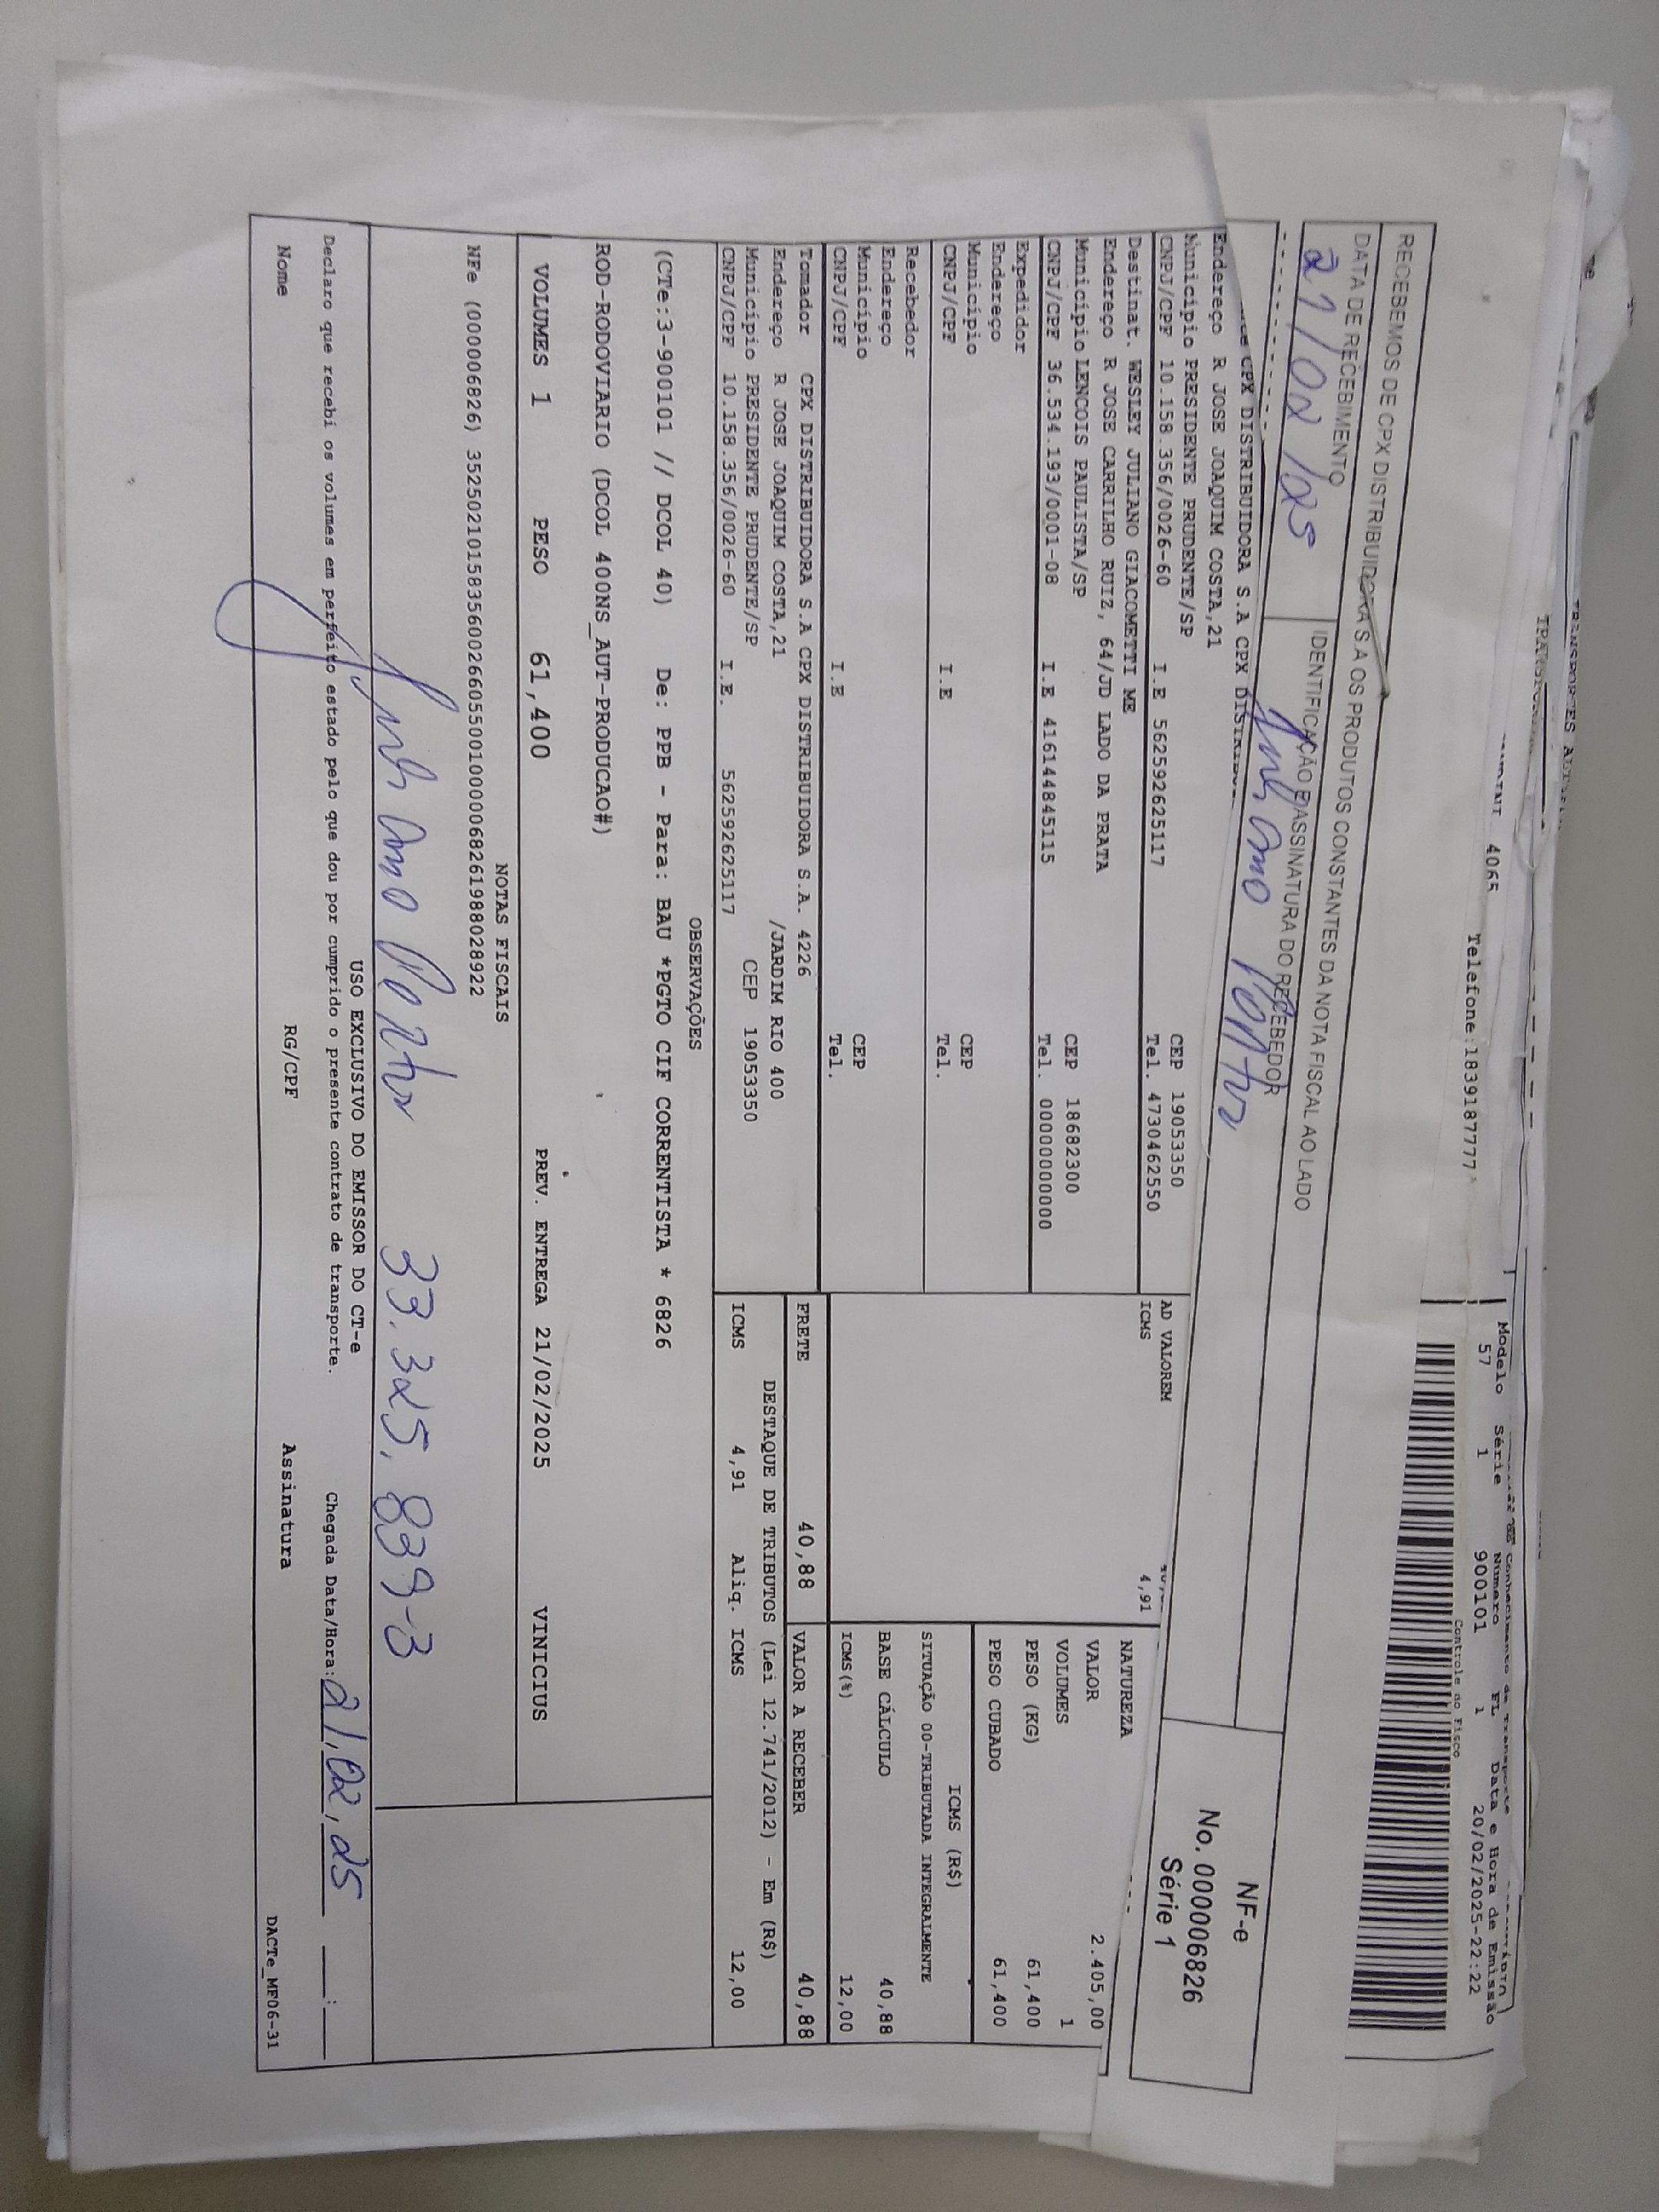 Telefone:1839187777
4065
Modelo Série Número FL Data e Hora de Emissão
57 1 900101 1 20/02/2025-22:22
Controle do Fisco
RECEBEMOS DE CPX DISTRIBUIDORA S A OS PRODUTOS CONSTANTES DA NOTA FISCAL AO LADO
DATA DE RECEBIMENTO
IDENTIFICAÇÃO E ASSINATURA DO RECEBEDOR
21/02/25
NF-e
No. 000006826
Série 1
CPX DISTRIBUIDORA S.A CPX
Endereço R JOSE JOAQUIM COSTA,21
Município PRESIDENTE PRUDENTE/SP CEP 19053350
CNPJ/CPF 10.158.356/0026-60 I.E 562592625117 Tel. 4730462550
Destinat. WESLEY JULIANO GIACOMETTI ME
Endereço R JOSE CARRILHO RUIZ, 64/JD LADO DA PRATA
Município LENCOIS PAULISTA/SP CEP 18682300
CNPJ/CPF 36.534.193/0001-08 I.E 416144845115 Tel. 00000000000
Expedidor
Endereço
Município CEP
CNPJ/CPF I.E Tel.
Recebedor
Endereço
Município CEP
CNPJ/CPF I.E Tel.
Tomador CPX DISTRIBUIDORA S.A CPX DISTRIBUIDORA S.A. 4226
Endereço R JOSE JOAQUIM COSTA,21 /JARDIM RIO 400
Município PRESIDENTE PRUDENTE/SP CEP 19053350
CNPJ/CPF 10.158.356/0026-60 I.E. 562592625117
AD VALOREM
ICMS 4,91
NATUREZA
VALOR 2.405,00
VOLUMES 1
PESO (KG) 61,400
PESO CUBADO 61,400
ICMS (R$)
SITUAÇÃO 00-TRIBUTADA INTEGRALMENTE
BASE CÁLCULO 40,88
ICMS(%) 12,00
FRETE 40,88 VALOR A RECEBER 40,88
DESTAQUE DE TRIBUTOS (Lei 12.741/2012) - Em (R$)
ICMS 4,91 Aliq. ICMS 12,00
OBSERVAÇÕES
(CTe:3-900101 // DCOL 40) De: PPB - Para: BAU *PGTO CIF CORRENTISTA * 6826
ROD-RODOVIARIO (DCOL 400NS_AUT-PRODUCAO#)
VOLUMES 1 PESO 61,400 PREV. ENTREGA 21/02/2025 VINICIUS
NOTAS FISCAIS
NFe (000006826) 35250210158356002660550010000068261988028922
33.325.839-3
USO EXCLUSIVO DO EMISSOR DO CT-e
Declaro que recebi os volumes em perfeito estado pelo que dou por cumprido o presente contrato de transporte. Chegada Data/Hora: 21,02,25 :
Nome RG/CPF Assinatura
DACTe_MF06-31